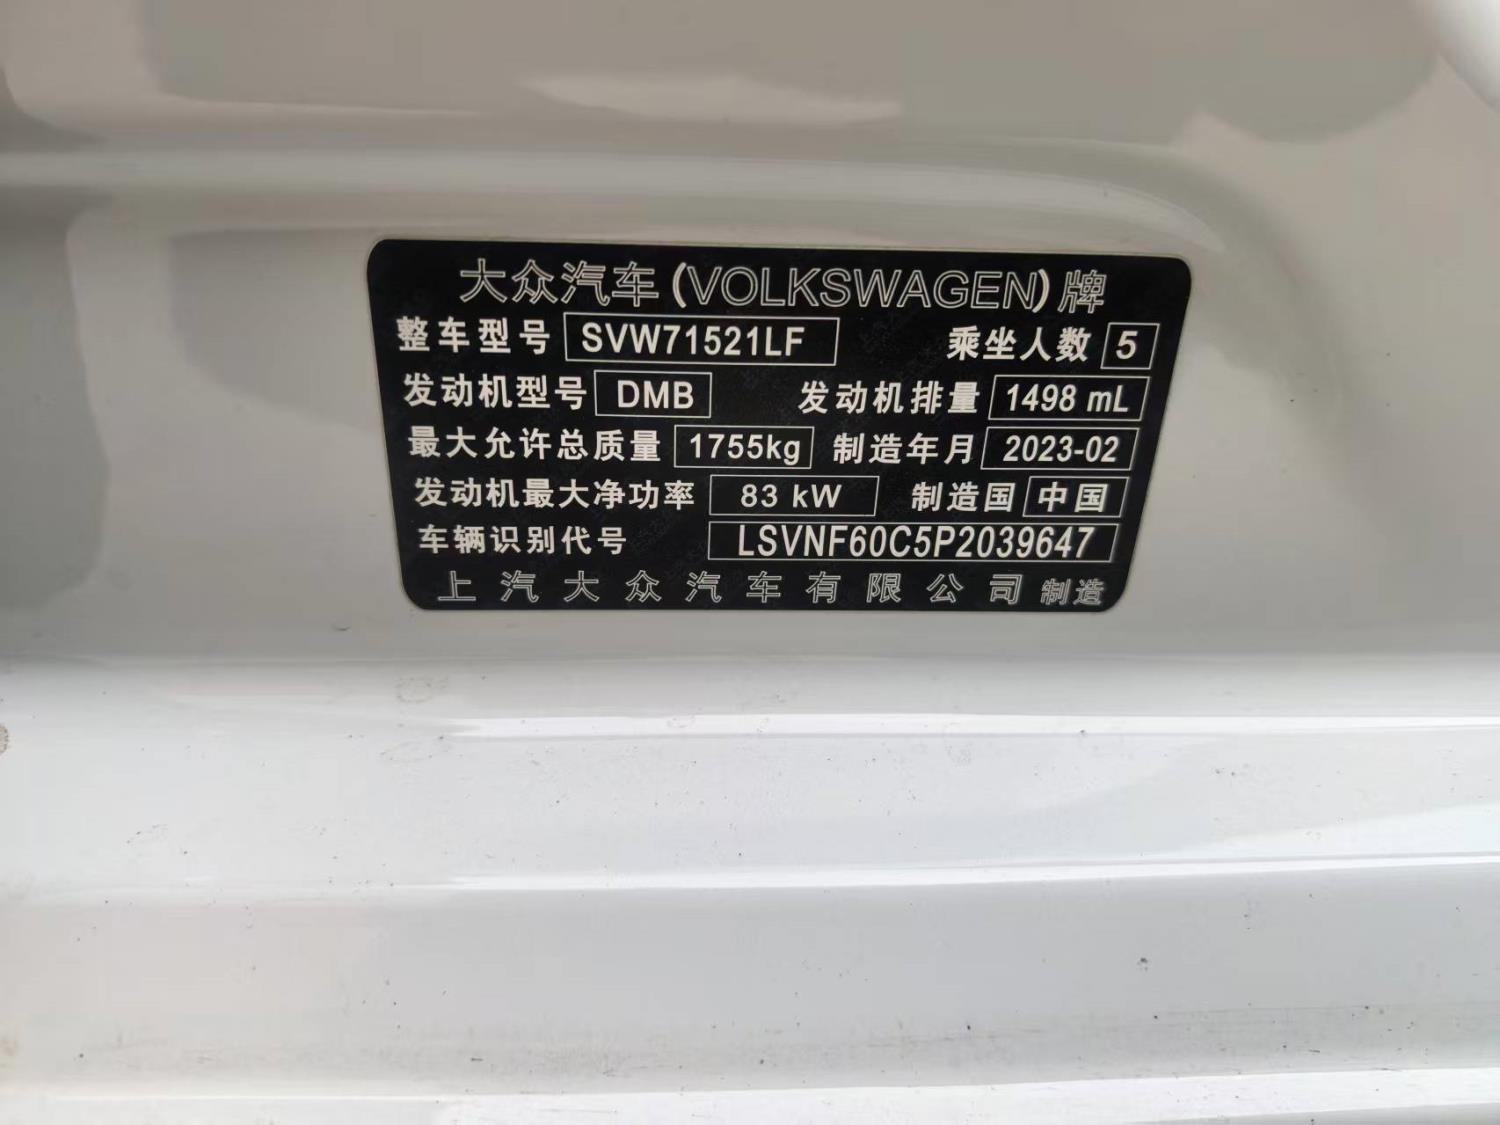 大众汽车(VOLKSWAGEN)牌
整车型号 SVW71521LF 乘坐人数 5
发动机型号 DMB 发动机排量 1498 mL
最大允许总质量 1755kg 制造年月 2023-02
发动机最大净功率 83 kW 制造国 中国
车辆识别代号 LSVNF60C5P2039647
上汽大众汽车有限公司 制造